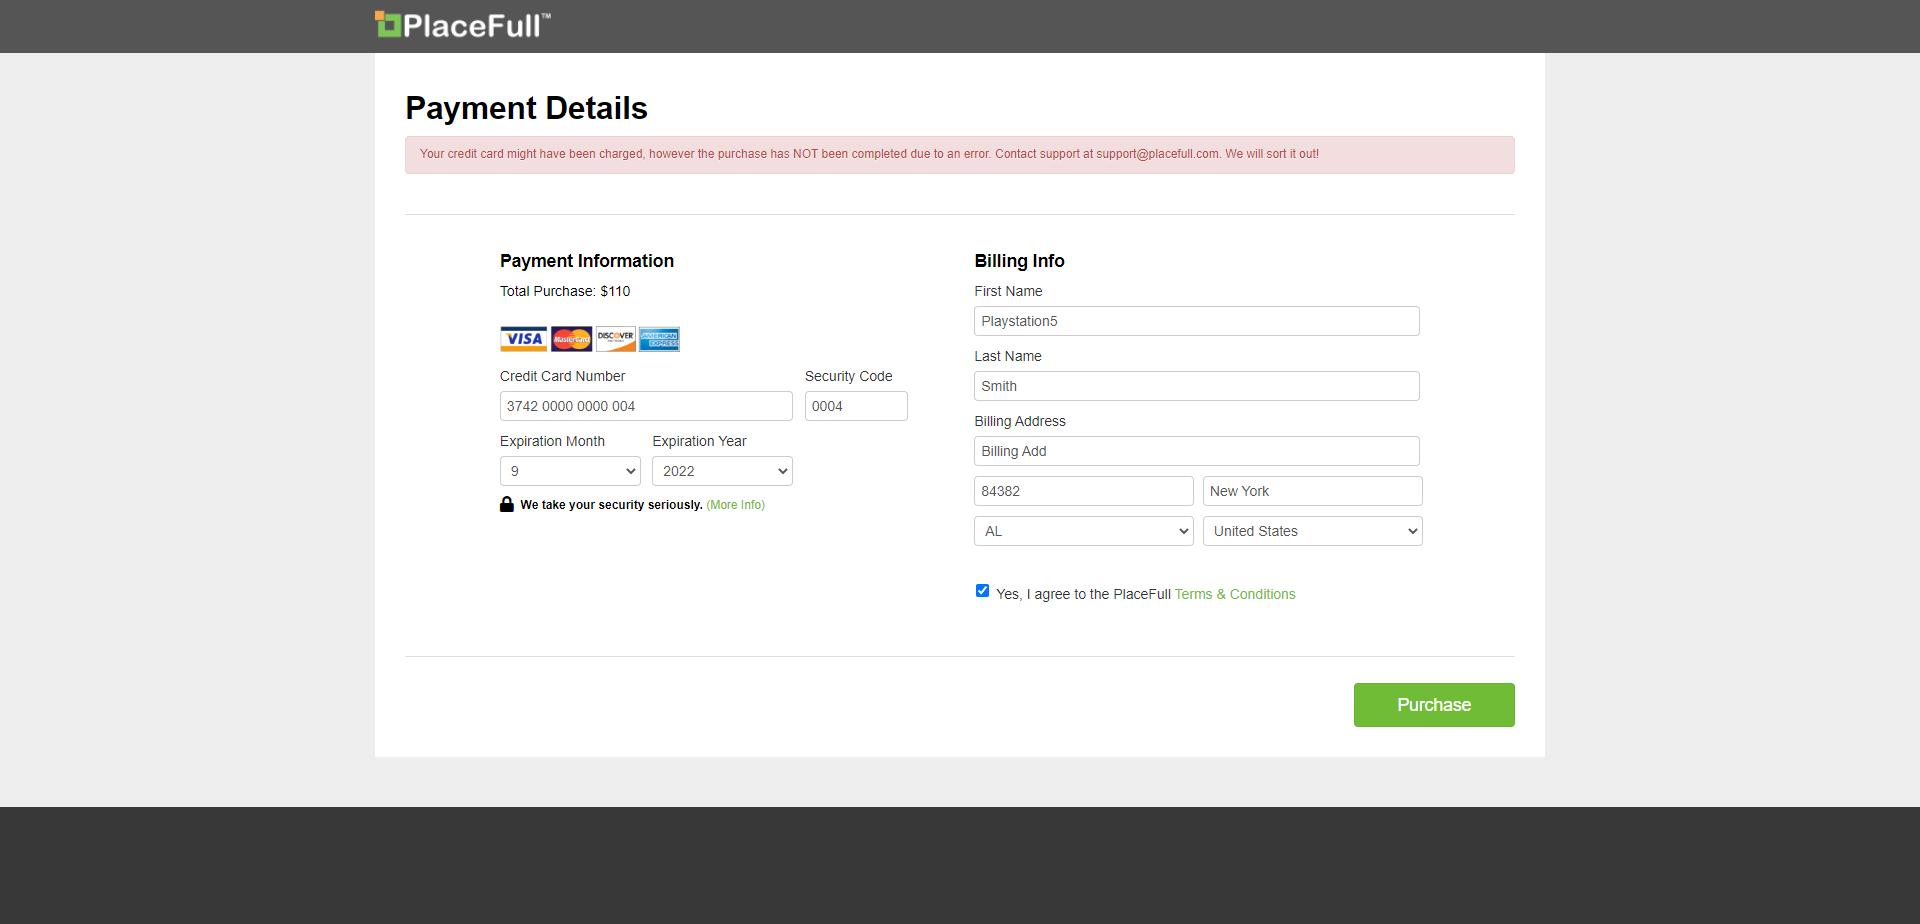 PlaceFull™
Payment Details
Your credit card might have been charged, however the purchase has NOT been completed due to an error. Contact support at support@placefull.com. We will sort it out!
Payment Information
Total Purchase: $110
VISA MasterCard DISCOVER AMERICAN EXPRESS
Credit Card Number Security Code
3742 0000 0000 004 0004
Expiration Month Expiration Year
9 2022
We take your security seriously. (More Info)
Billing Info
First Name
Playstation5
Last Name
Smith
Billing Address
Billing Add
84382 New York
AL United States
Yes, I agree to the PlaceFull Terms & Conditions
Purchase